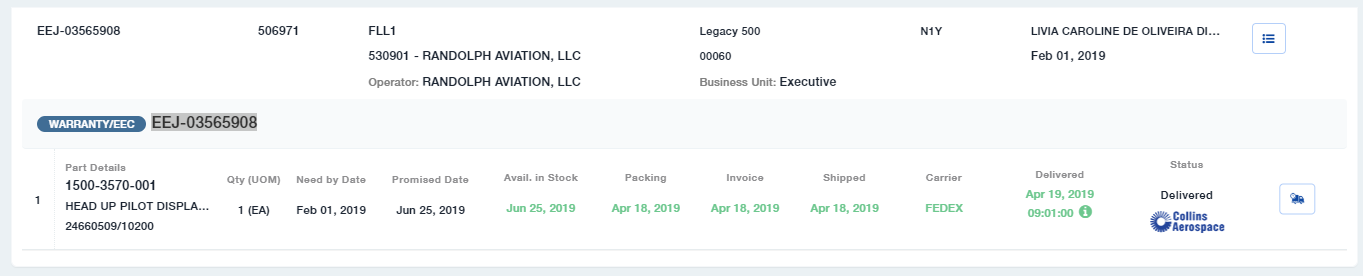 EEJ-03565908 506971 FLL1 Legacy 500 N1Y LIVIA CAROLINE DE OLIVEIRA DI...
530901 - RANDOLPH AVIATION, LLC 00060 Feb 01, 2019
Operator: RANDOLPH AVIATION, LLC Business Unit: Executive
WARRANTY/EEC EEJ-03565908
1
Part Details
1500-3570-001
HEAD UP PILOT DISPLA...
24660509/10200
Qty (UOM)
1 (EA)
Need by Date
Feb 01, 2019
Promised Date
Jun 25, 2019
Avail. in Stock
Jun 25, 2019
Packing
Apr 18, 2019
Invoice
Apr 18, 2019
Shipped
Apr 18, 2019
Carrier
FEDEX
Delivered
Apr 19, 2019
09:01:00
Status
Delivered
Collins
Aerospace